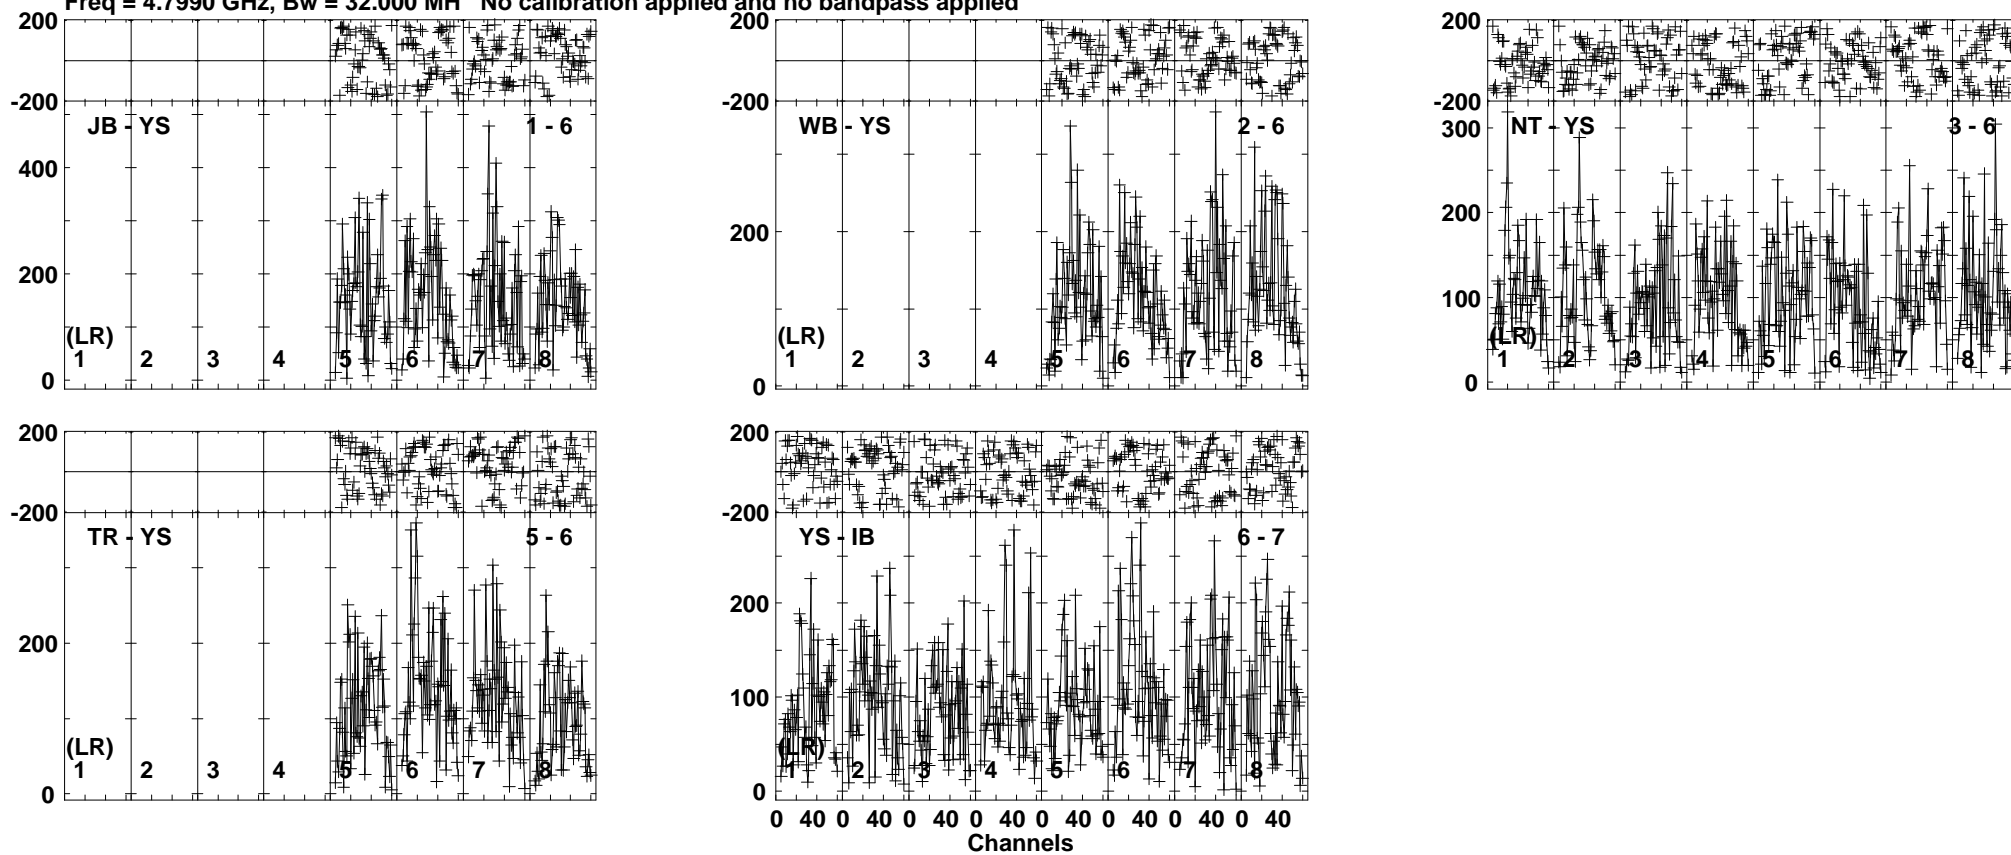 Freq = 4.7990 GHz, Bw = 32.000 MH No calibration applied and no bandpass applied
200
-200
JB - YS 1 - 6
400
200
0
(LR)
1 2 3 4 5 6 7 8
200
-200
WB - YS 2 - 6
200
0
(LR)
1 2 3 4 5 6 7 8
200
-200
NT - YS 3 - 6
300
200
100
0
(LR)
1 2 3 4 5 6 7 8
200
-200
TR - YS 5 - 6
200
0
(LR)
1 2 3 4 5 6 7 8
200
-200
YS - IB 6 - 7
200
100
0
(LR)
1 2 3 4 5 6 7 8
0 40 0 40 0 40 0 40 0 40 0 40 0 40 0 40
Channels